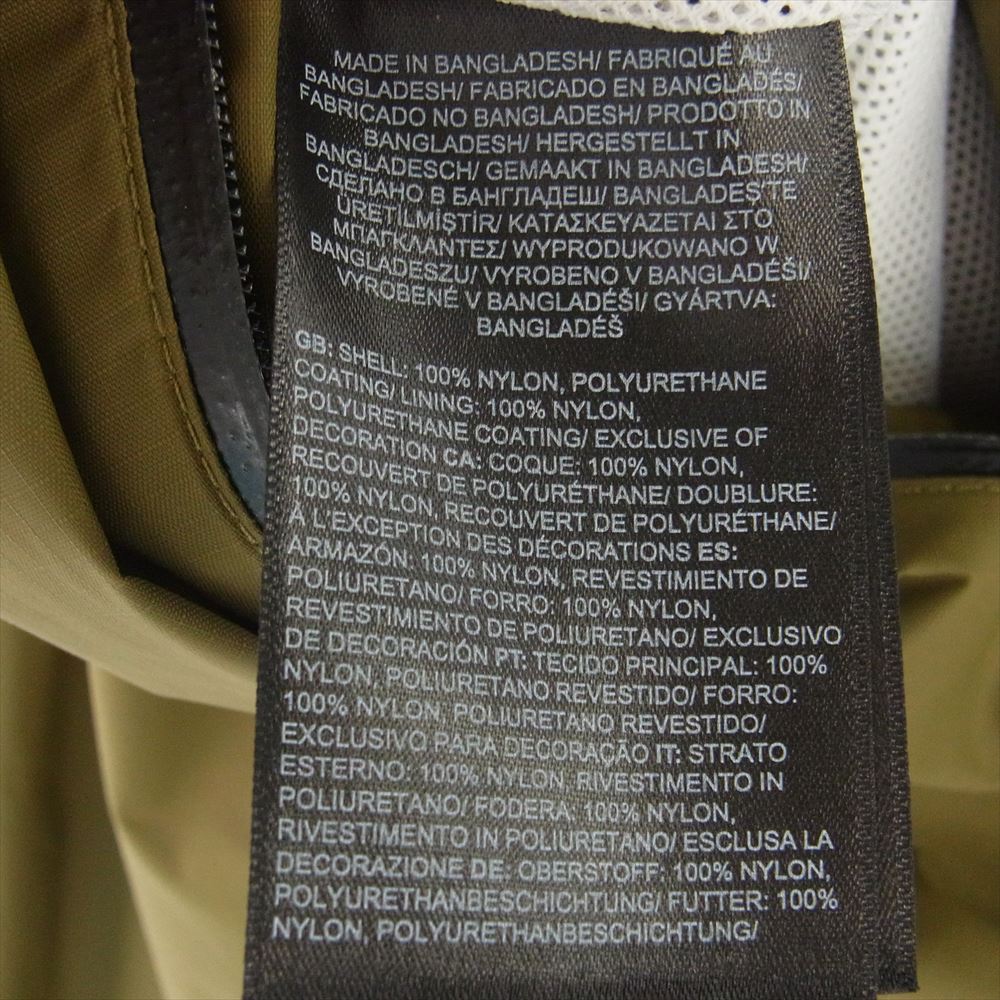 MADE IN BANGLADESH/ FABRIQUÉ AU
BANGLADESH/ FABRICADO EN BANGLADÉS/
FABRICADO NO BANGLADESH/ PRODOTTO IN
BANGLADESH/ HERGESTELLT IN
BANGLADESCH/ GEMAAKT IN BANGLADESH/
СДЕЛАНО В БАНГЛАДЕШ/ BANGLADEŞ'TE
ÜRETİLMİŞTİR/ ΚΑΤΑΣΚΕΥΑΖΕΤΑΙ ΣΤΟ
ΜΠΑΓΚΛΑΝΤΕΣ/ WYPRODUKOWANO W
BANGLADESZU/ VYROBENO V BANGLADÉŠI/
VYROBENÉ V BANGLADÉŠI/ GYÁRTVA:
BANGLADÉŠ
GB: SHELL: 100% NYLON, POLYURETHANE
COATING/ LINING: 100% NYLON,
POLYURETHANE COATING/ EXCLUSIVE OF
DECORATION CA: COQUE: 100% NYLON,
RECOUVERT DE POLYURÉTHANE/ DOUBLURE:
100% NYLON, RECOUVERT DE POLYURÉTHANE/
À L'EXCEPTION DES DÉCORATIONS ES:
ARMAZÓN: 100% NYLON, REVESTIMIENTO DE
POLIURETANO/ FORRO: 100% NYLON,
REVESTIMIENTO DE POLIURETANO/ EXCLUSIVO
DE DECORACIÓN PT: TECIDO PRINCIPAL: 100%
NYLON, POLIURETANO REVESTIDO/ FORRO:
100% NYLON, POLIURETANO REVESTIDO/
EXCLUSIVO PARA DECORAÇÃO IT: STRATO
ESTERNO: 100% NYLON, RIVESTIMENTO IN
POLIURETANO/ FODERA: 100% NYLON,
RIVESTIMENTO IN POLIURETANO/ ESCLUSA LA
DECORAZIONE DE: OBERSTOFF: 100% NYLON,
POLYURETHANBESCHICHTUNG/ FUTTER: 100%
NYLON, POLYURETHANBESCHICHTUNG/